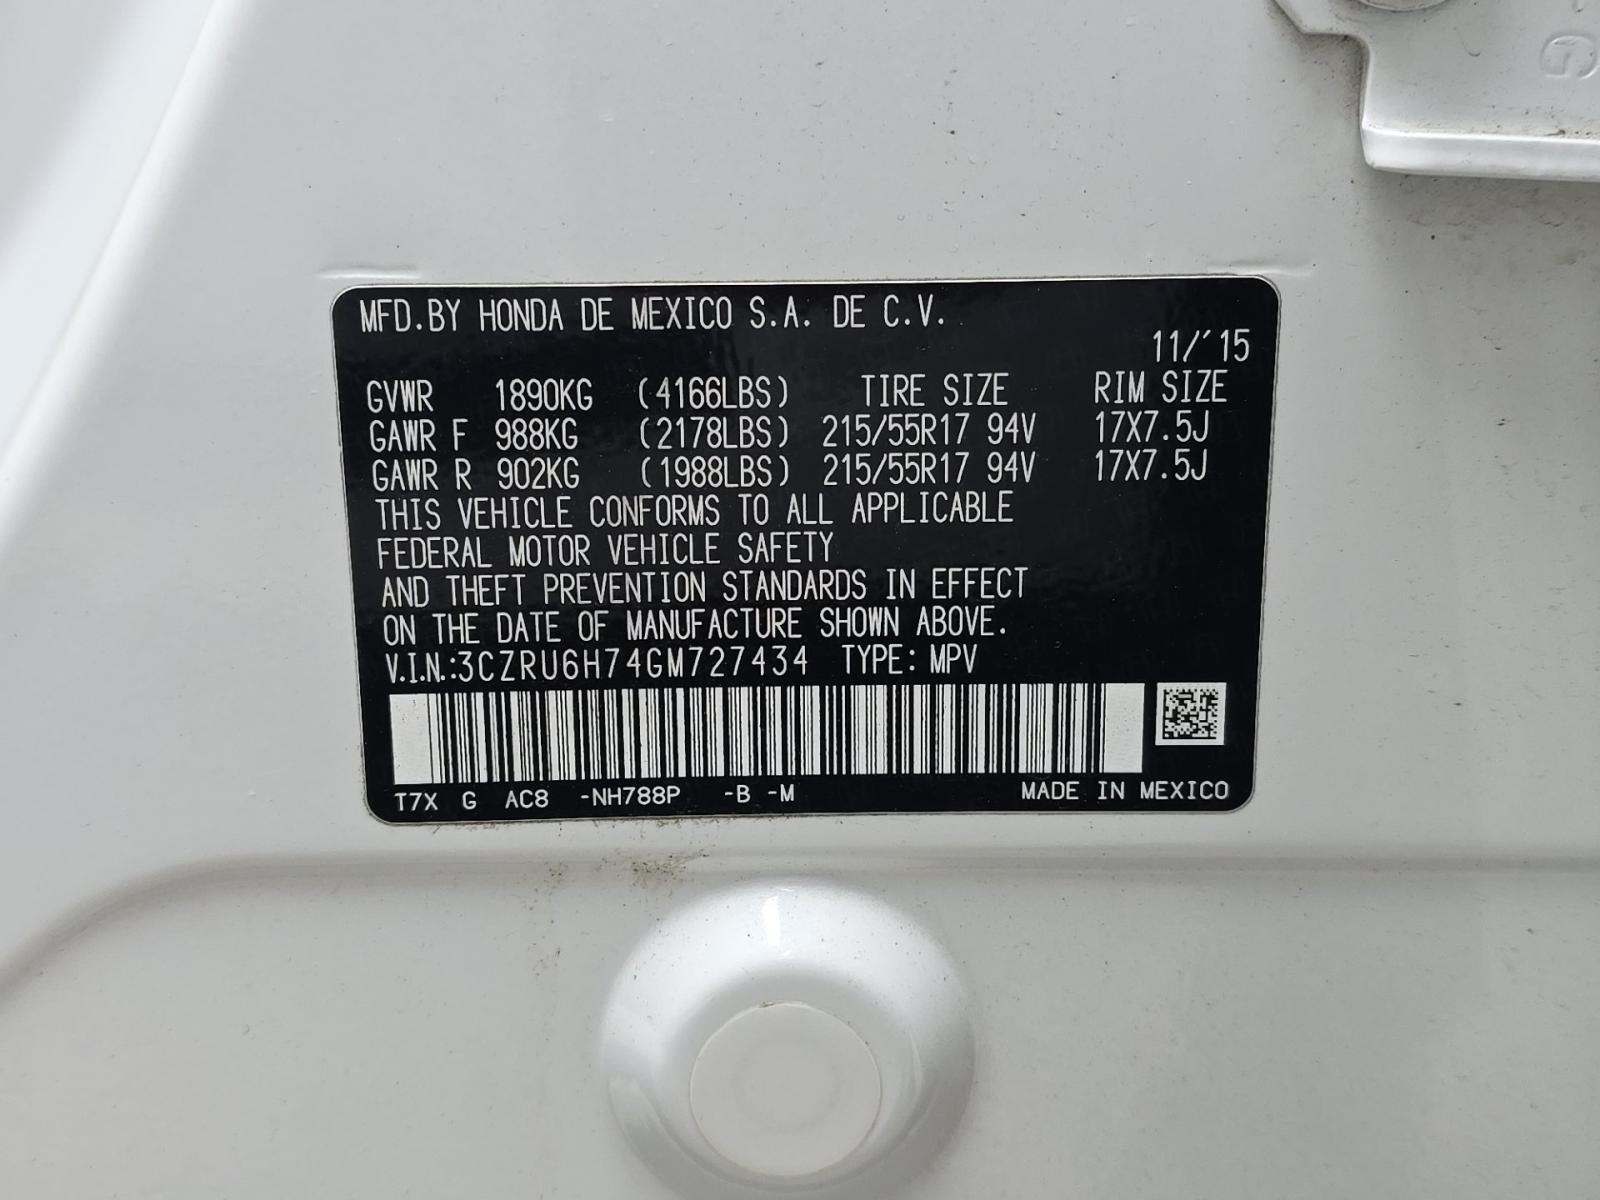 MFD.BY HONDA DE MEXICO S.A. DE C.V.
11/'15
GVWR 1890KG (4166LBS) TIRE SIZE RIM SIZE
GAWR F 988KG (2178LBS) 215/55R17 94V 17X7.5J
GAWR R 902KG (1988LBS) 215/55R17 94V 17X7.5J
THIS VEHICLE CONFORMS TO ALL APPLICABLE
FEDERAL MOTOR VEHICLE SAFETY
AND THEFT PREVENTION STANDARDS IN EFFECT
ON THE DATE OF MANUFACTURE SHOWN ABOVE.
V.I.N.:3CZRU6H74GM727434 TYPE: MPV
T7X G AC8 -NH788P -B -M MADE IN MEXICO
G